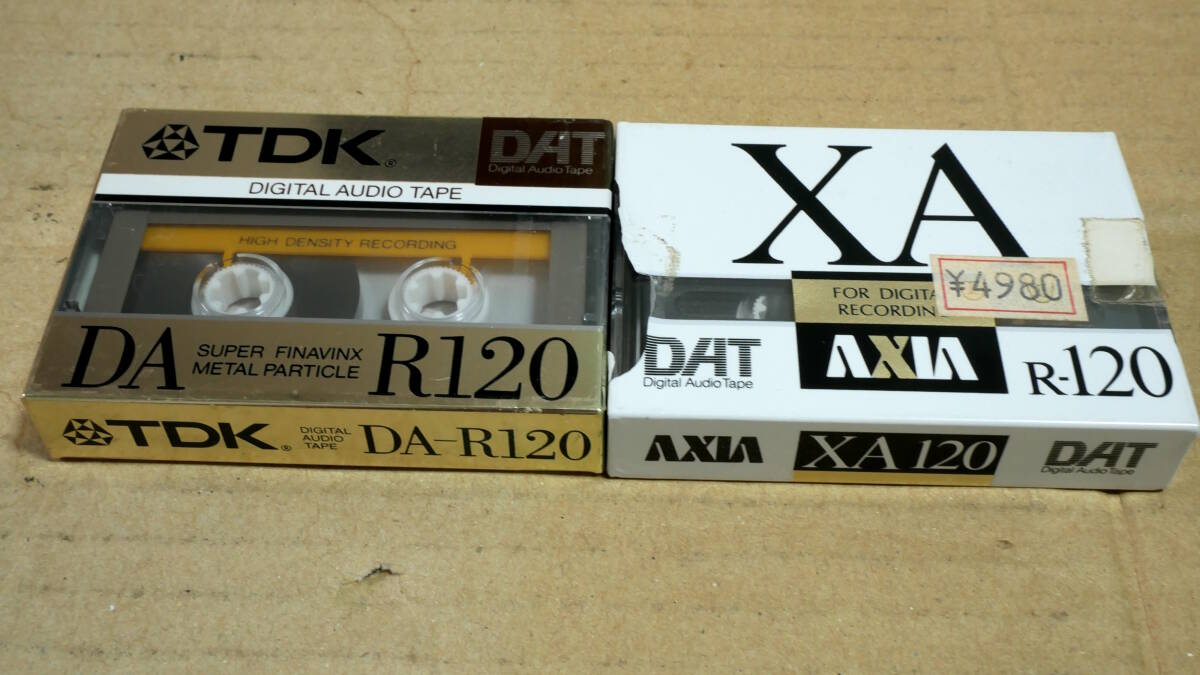 TDK®
DAT
Digital Audio Tape
DIGITAL AUDIO TAPE
HIGH DENSITY RECORDING
DA SUPER FINAVINX METAL PARTICLE R120
TDK® DIGITAL AUDIO TAPE DA-R120
XA
¥4980
FOR DIGITA
RECORDIN
DAT
Digital Audio Tape
AXIA
R-120
AXIA XA120 DAT
Digital Audio Tape